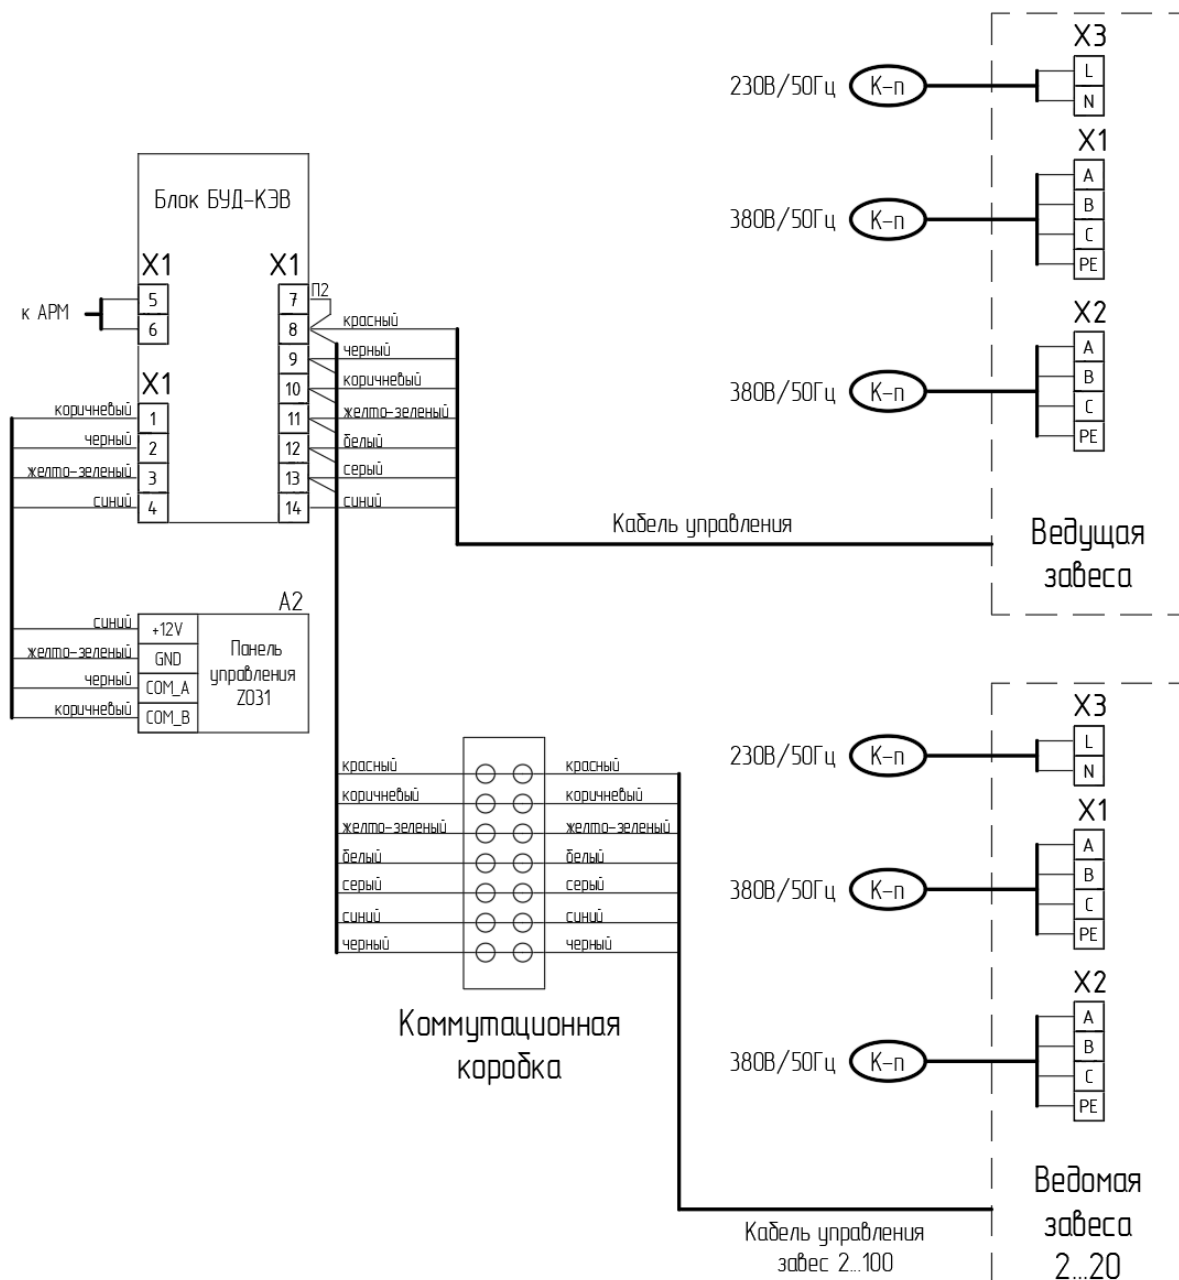 X3
230В/50Гц
К-п
L
N
X1
380В/50Гц
К-п
A
B
C
PE
X2
380В/50Гц
К-п
A
B
C
PE
Ведущая
завеса
Блок БУД-КЭВ
X1
к АРМ
5
6
X1
коричневый
1
черный
2
желто-зеленый
3
синий
4
X1
П2
7
8
красный
9
черный
10
коричневый
11
желто-зеленый
12
белый
13
серый
14
синий
Кабель управления
A2
синий
+12V
желто-зеленый
GND
черный
COM_A
коричневый
COM_B
Панель
управления
Z031
красный
красный
коричневый
коричневый
желто-зеленый
желто-зеленый
белый
белый
серый
серый
синий
синий
черный
черный
Коммутационная
коробка
X3
230В/50Гц
К-п
L
N
X1
380В/50Гц
К-п
A
B
C
PE
X2
380В/50Гц
К-п
A
B
C
PE
Ведомая
завеса
2...20
Кабель управления
завес 2...100